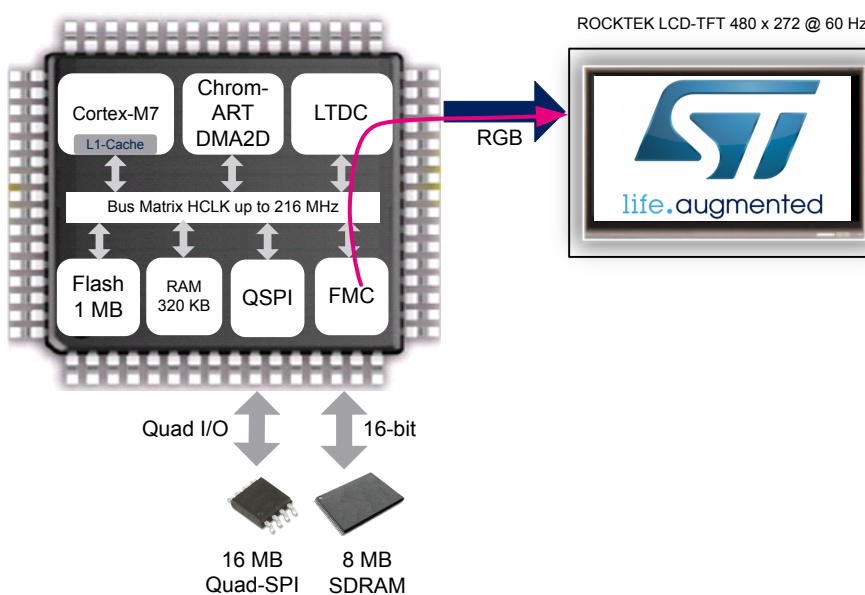 ROCKTEK LCD-TFT 480 x 272 @ 60 Hz
Cortex-M7
L1-Cache
Chrom-
ART
DMA2D
LTDC
RGB
life.augmented
Bus Matrix HCLK up to 216 MHz
Flash
1 MB
RAM
320 KB
QSPI
FMC
Quad I/O
16-bit
16 MB
Quad-SPI
8 MB
SDRAM